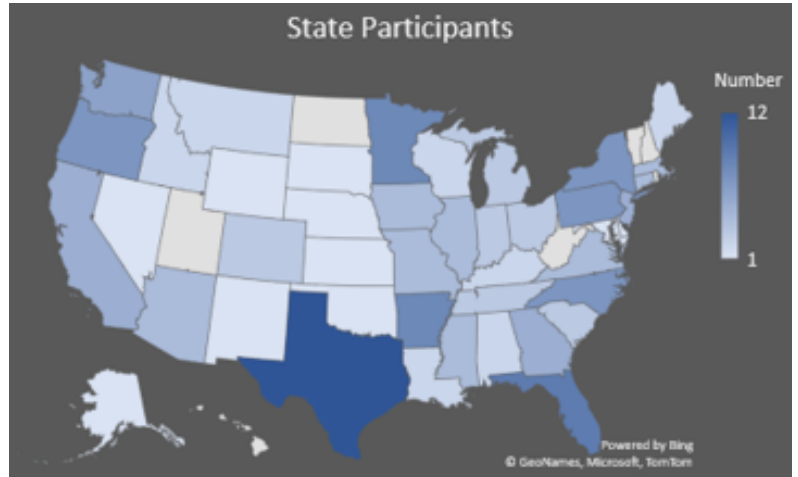 State Participants
Number
12
1
Powered by Bing
© GeoNames, Microsoft, TomTom